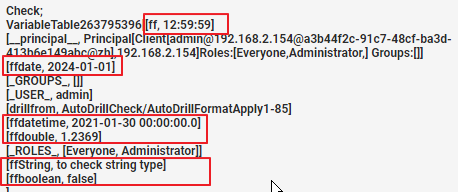 Check;
VariableTable263795396[[ff, 12:59:59]
[__principal__, Principal[Client[admin@192.168.2.154@a3b44f2c-91c7-48cf-ba3d-
413b6e149abc@zh],192.168.2.154]Roles:[Everyone,Administrator,] Groups:[]]
[ffdate, 2024-01-01]
[_GROPUS_, []]
[_USER_, admin]
[drillfrom, AutoDrillCheck/AutoDrillFormatApply1-85]
[ffdatetime, 2021-01-30 00:00:00.0]
[ffdouble, 1.2369]
[_ROLES_, [Everyone, Administrator]]
[ffString, to check string type]
[ffboolean, false]
]